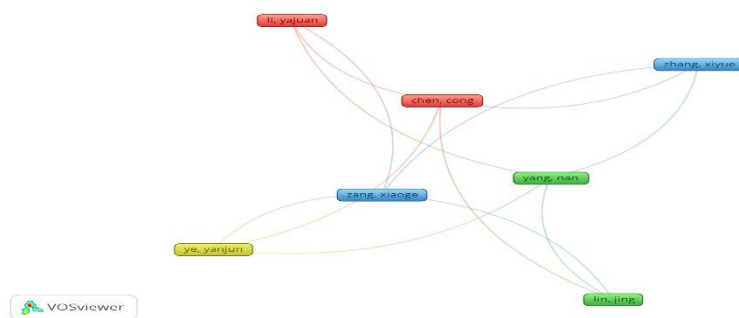 li, yajuan
zhang, xiyue
chen, cong
yang, nan
zang, xiaoge
ye, yanjun
lin, jing
VOSviewer